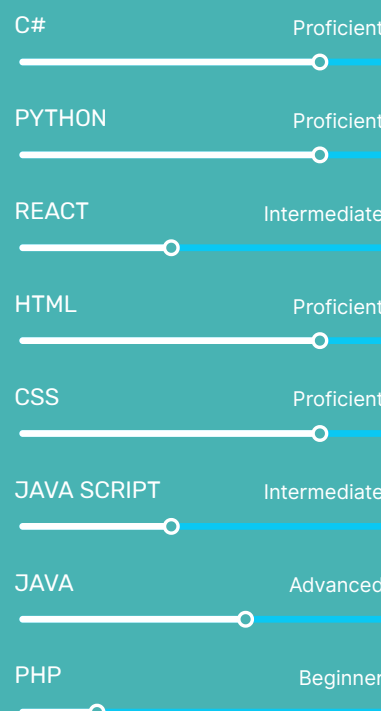 C# Proficient
PYTHON Proficient
REACT Intermediate
HTML Proficient
CSS Proficient
JAVA SCRIPT Intermediate
JAVA Advanced
PHP Beginner